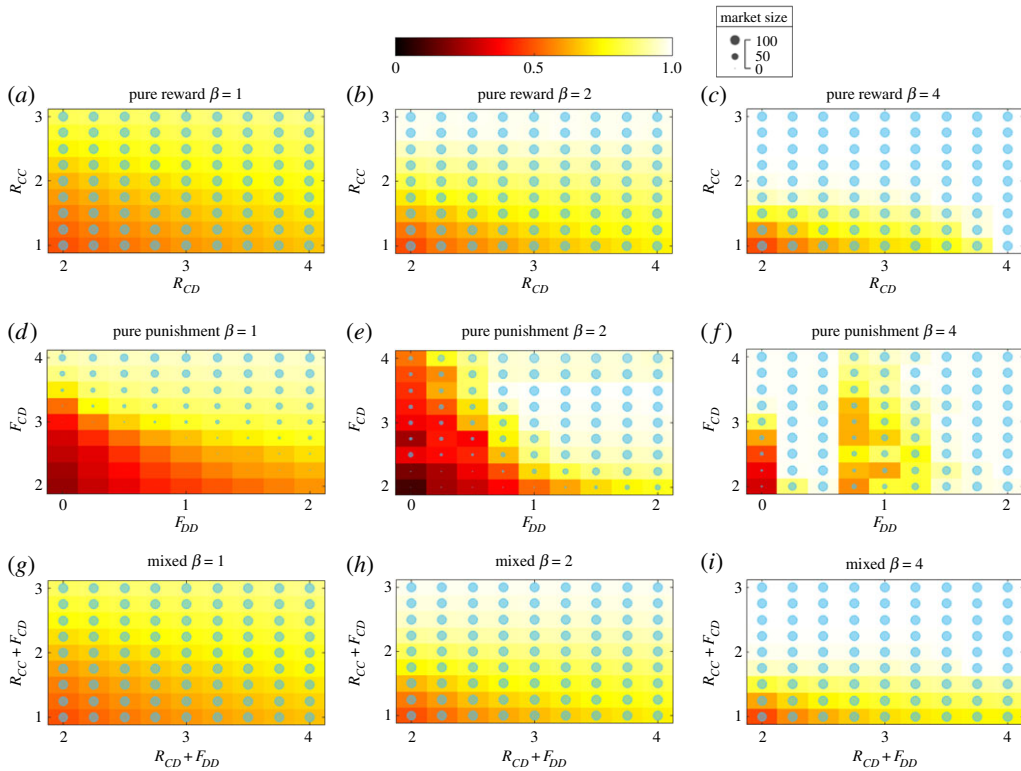 market size
100
50
0
0 0.5 1.0
(a) pure reward β = 1
(b) pure reward β = 2
(c) pure reward β = 4
R_CC
3
2
1
2 3 4
R_CD
R_CC
3
2
1
2 3 4
R_CD
R_CC
3
2
1
2 3 4
R_CD
(d) pure punishment β = 1
(e) pure punishment β = 2
(f) pure punishment β = 4
F_CD
4
3
2
0 1 2
F_DD
F_CD
4
3
2
0 1 2
F_DD
F_CD
4
3
2
0 1 2
F_DD
(g) mixed β = 1
(h) mixed β = 2
(i) mixed β = 4
R_CC + F_CD
3
2
1
2 3 4
R_CD + F_DD
R_CC + F_CD
3
2
1
2 3 4
R_CD + F_DD
R_CC + F_CD
3
2
1
2 3 4
R_CD + F_DD